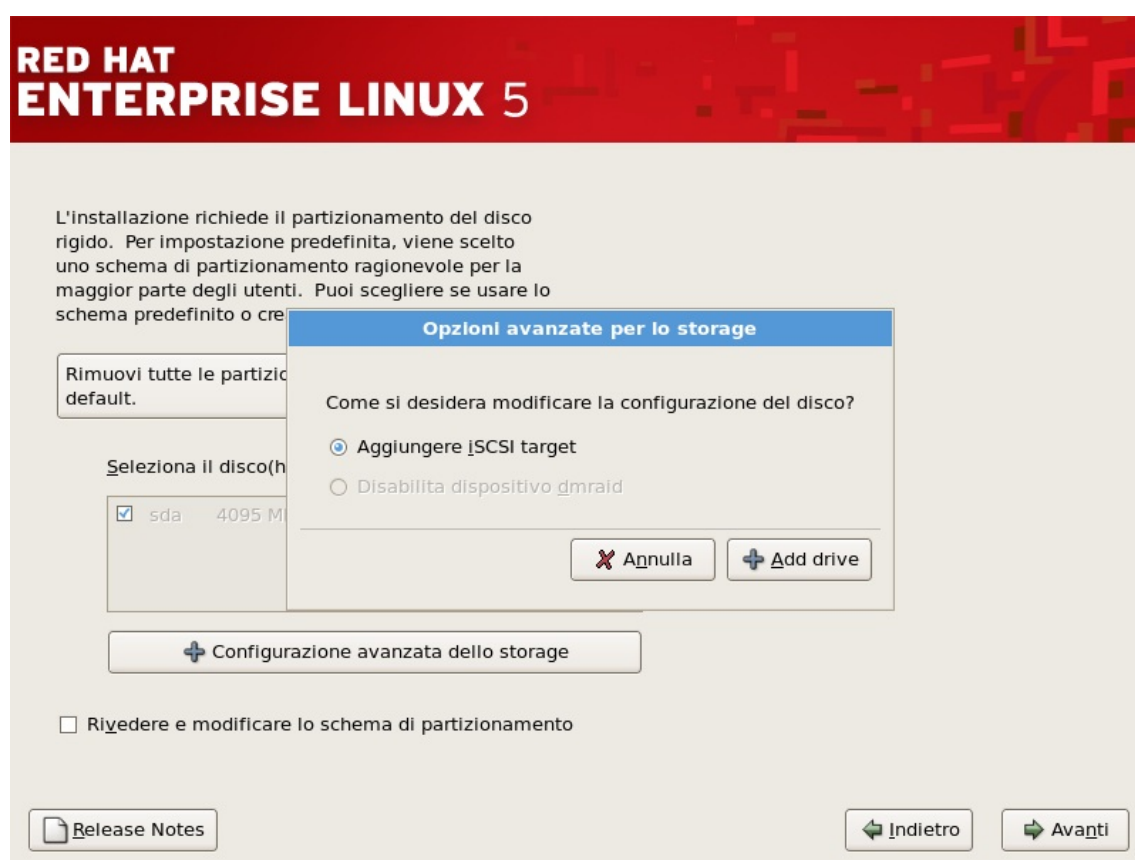 RED HAT
ENTERPRISE LINUX 5
L'installazione richiede il partizionamento del disco
rigido. Per impostazione predefinita, viene scelto
uno schema di partizionamento ragionevole per la
maggior parte degli utenti. Puoi scegliere se usare lo
schema predefinito o cre
Opzioni avanzate per lo storage
Rimuovi tutte le partizio
default.
Come si desidera modificare la configurazione del disco?
Aggiungere iSCSI target
Seleziona il disco(h
Disabilita dispositivo dmraid
sda 4095 M
Annulla
Add drive
Configurazione avanzata dello storage
Rivedere e modificare lo schema di partizionamento
Release Notes
Indietro
Avanti